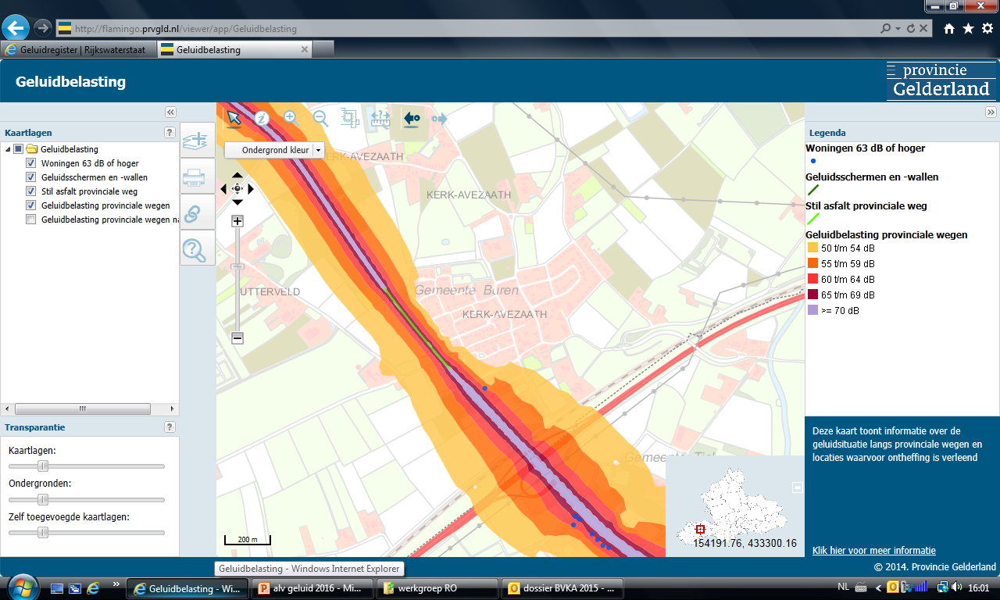 http://flamingo.prvgld.nl/viewer/app/Geluidbelasting
Geluidregister | Rijkswaterstaat
Geluidbelasting
Geluidbelasting
provincie
Gelderland
Kaartlagen
Geluidbelasting
Woningen 63 dB of hoger
Geluidsschermen en -wallen
Stil asfalt provinciale weg
Geluidbelasting provinciale wegen
Geluidbelasting provinciale wegen na
Transparantie
Kaartlagen:
Ondergronden:
Zelf toegevoegde kaartlagen:
Ondergrond kleur
ERK-AVEZAATH
KERK-AVEZAATH
UTTERVELD
Gemeente Buren
KERK-AVEZAATH
Gemeente Tiel
200 m
154191.76, 433300.16
Legenda
Woningen 63 dB of hoger
Geluidsschermen en -wallen
Stil asfalt provinciale weg
Geluidbelasting provinciale wegen
50 t/m 54 dB
55 t/m 59 dB
60 t/m 64 dB
65 t/m 69 dB
>= 70 dB
Deze kaart toont informatie over de
geluidsituatie langs provinciale wegen en
locaties waarvoor ontheffing is verleend
Klik hier voor meer informatie
© 2014. Provincie Gelderland
Geluidbelasting - Windows Internet Explorer
Geluidbelasting - Wi...
alv geluid 2016 - Mi...
werkgroep RO
dossier BVKA 2015 - ...
NL
16:01